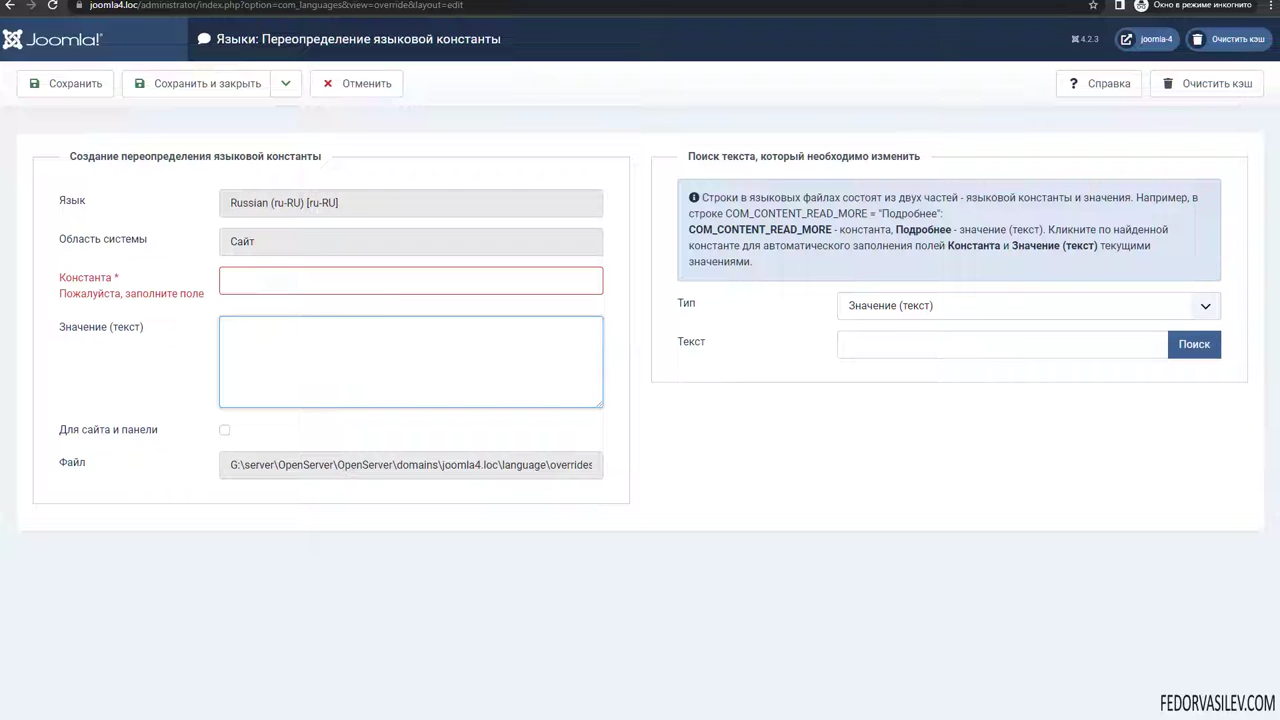 joomla4.loc/administrator/index.php?option=com_languages&view=override&layout=edit
Окно в режиме инкогнито
Joomla!
Языки: Переопределение языковой константы
4.2.3
joomla-4
Очистить кэш
Сохранить
Сохранить и закрыть
Отменить
? Справка
Очистить кэш
Создание переопределения языковой константы
Язык
Russian (ru-RU) [ru-RU]
Область системы
Сайт
Константа *
Пожалуйста, заполните поле
Значение (текст)
Для сайта и панели
Файл
G:\server\OpenServer\OpenServer\domains\joomla4.loc\language\overrides
Поиск текста, который необходимо изменить
Строки в языковых файлах состоят из двух частей - языковой константы и значения. Например, в
строке COM_CONTENT_READ_MORE = "Подробнее":
COM_CONTENT_READ_MORE - константа, Подробнее - значение (текст). Кликните по найденной
константе для автоматического заполнения полей Константа и Значение (текст) текущими
значениями.
Тип
Значение (текст)
Текст
Поиск
FEDORVASILEV.COM